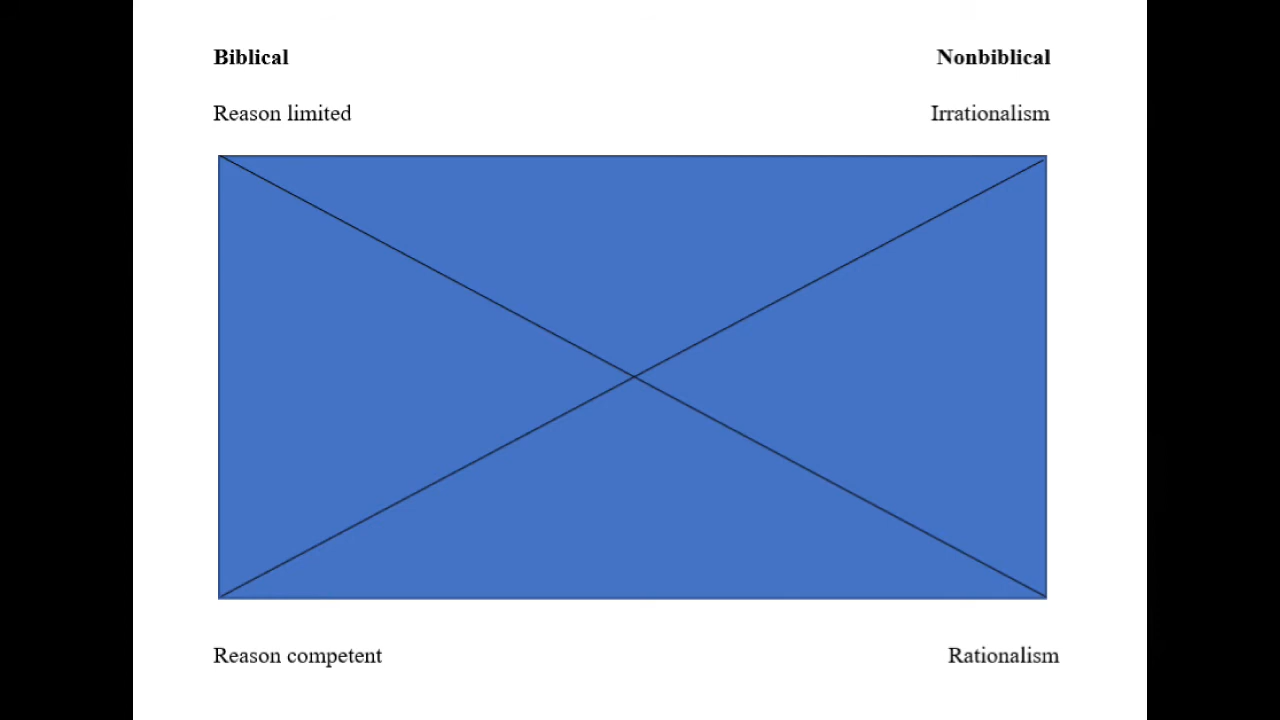 Biblical
Nonbiblical
Reason limited
Irrationalism
Reason competent
Rationalism